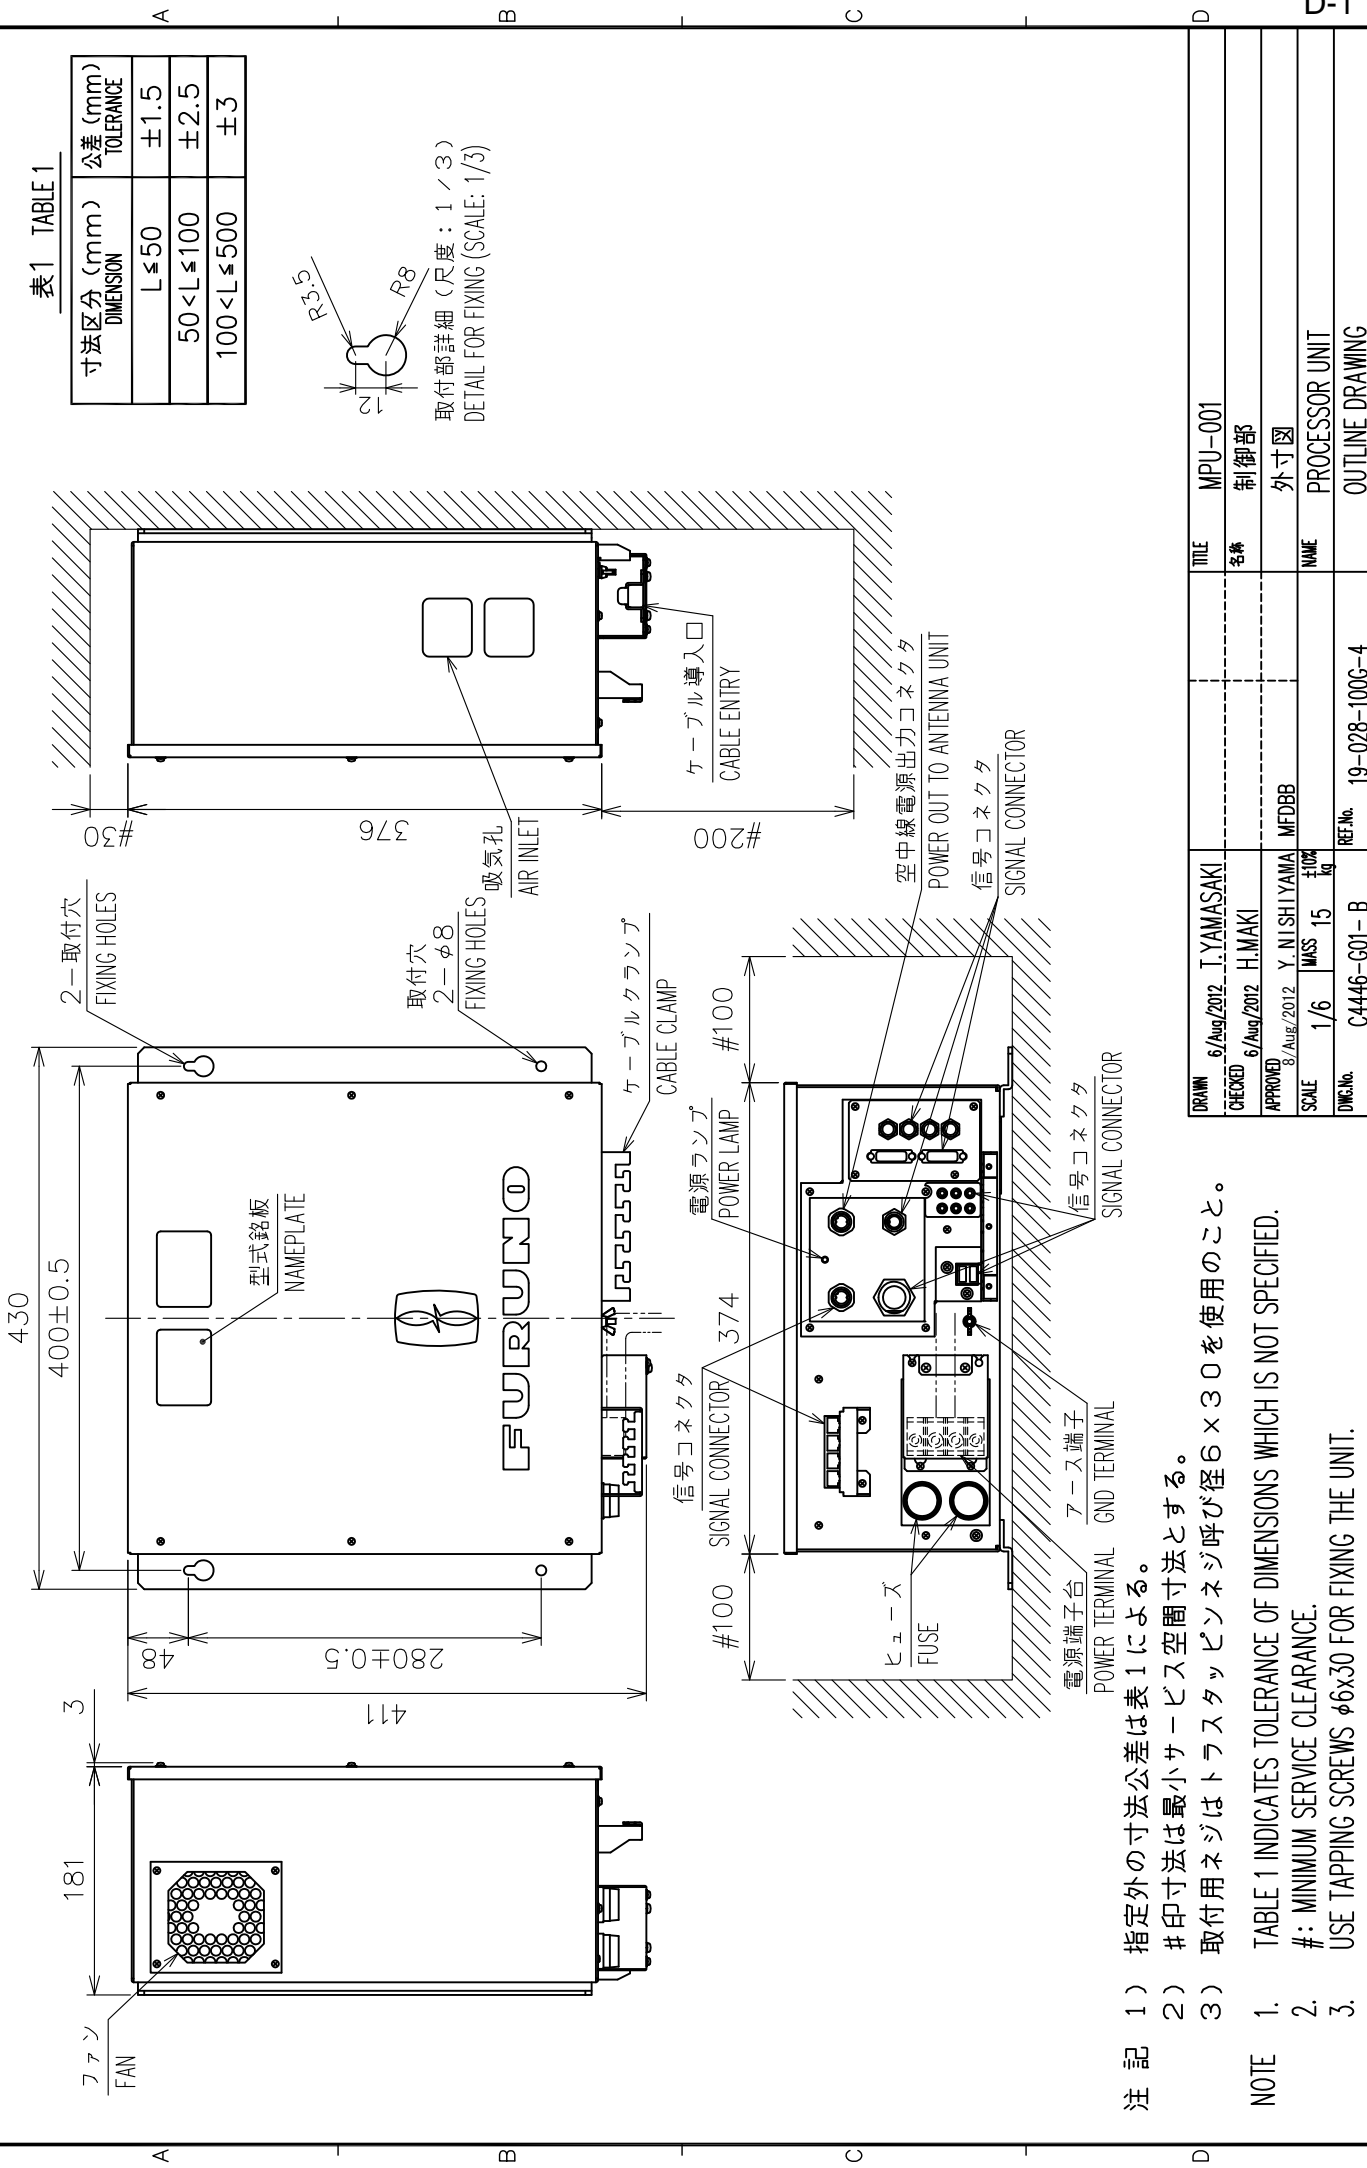 D-1
A
B
C
D
表1 TABLE 1
寸法区分 (mm)
DIMENSION
公差 (mm)
TOLERANCE
L≤50
±1.5
50<L≤100
±2.5
100<L≤500
±3
R3.5
R8
12
取付部詳細（尺度：1／3）
DETAIL FOR FIXING (SCALE: 1/3)
ファン
FAN
181
3
430
400±0.5
48
280±0.5
411
型式銘板
NAMEPLATE
FURUNO
2−取付穴
FIXING HOLES
取付穴
2−φ8
FIXING HOLES
ケーブルクランプ
CABLE CLAMP
#30
376
#200
吸気孔
AIR INLET
ケーブル導入口
CABLE ENTRY
#100
374
#100
信号コネクタ
SIGNAL CONNECTOR
電源ランプ
POWER LAMP
空中線電源出力コネクタ
POWER OUT TO ANTENNA UNIT
信号コネクタ
SIGNAL CONNECTOR
信号コネクタ
SIGNAL CONNECTOR
ヒューズ
FUSE
電源端子台
POWER TERMINAL
アース端子
GND TERMINAL
注 記 1） 指定外の寸法公差は表1による。
2） #印寸法は最小サービス空間寸法とする。
3） 取付用ネジはトラスタッピンネジ呼び径6×30を使用のこと。
NOTE 1. TABLE 1 INDICATES TOLERANCE OF DIMENSIONS WHICH IS NOT SPECIFIED.
2. #: MINIMUM SERVICE CLEARANCE.
3. USE TAPPING SCREWS φ6x30 FOR FIXING THE UNIT.
DRAWN 6/Aug/2012 T.YAMASAKI
CHECKED 6/Aug/2012 H.MAKI
APPROVED 8/Aug/2012 Y.NISHIYAMA MFDBB
SCALE 1/6 MASS 15 ±10% kg
DWG.No. C4446-G01-B
REF.No. 19-028-100G-4
TITLE MPU-001
名称 制御部
外寸図
NAME PROCESSOR UNIT
OUTLINE DRAWING
A
B
C
D